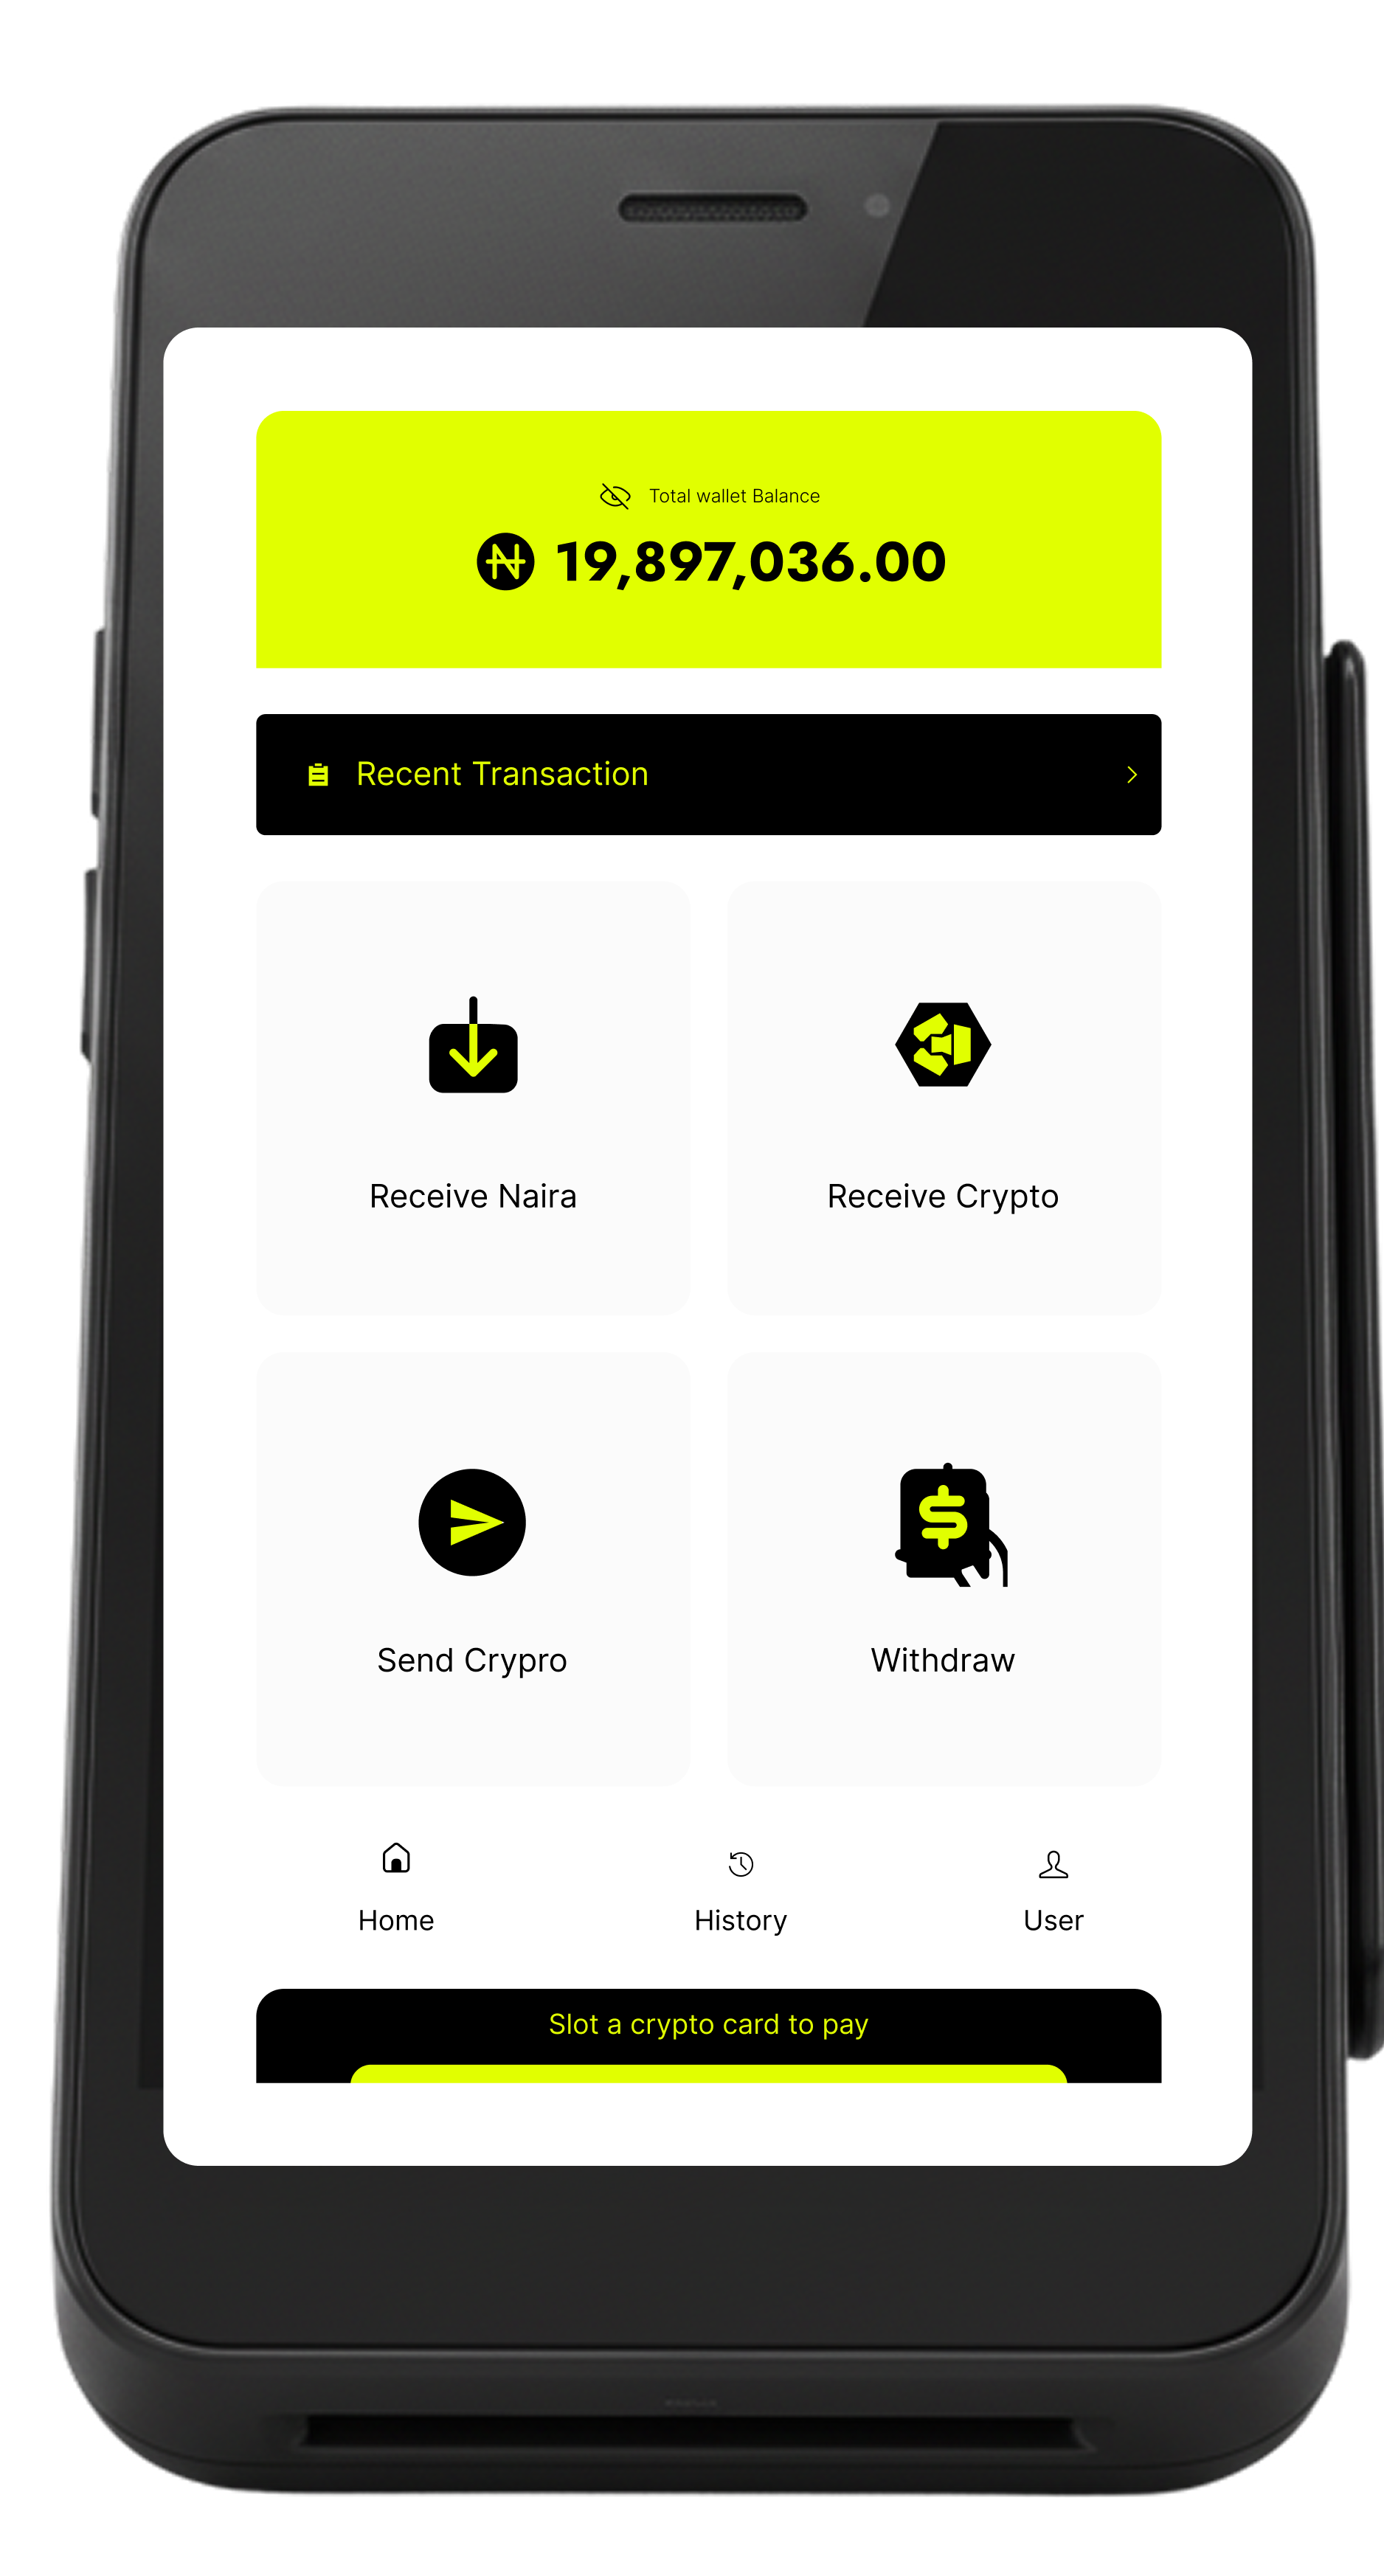 Total wallet Balance
19,897,036.00
Recent Transaction
Receive Naira
Receive Crypto
Send Crypro
Withdraw
Home
History
User
Slot a crypto card to pay